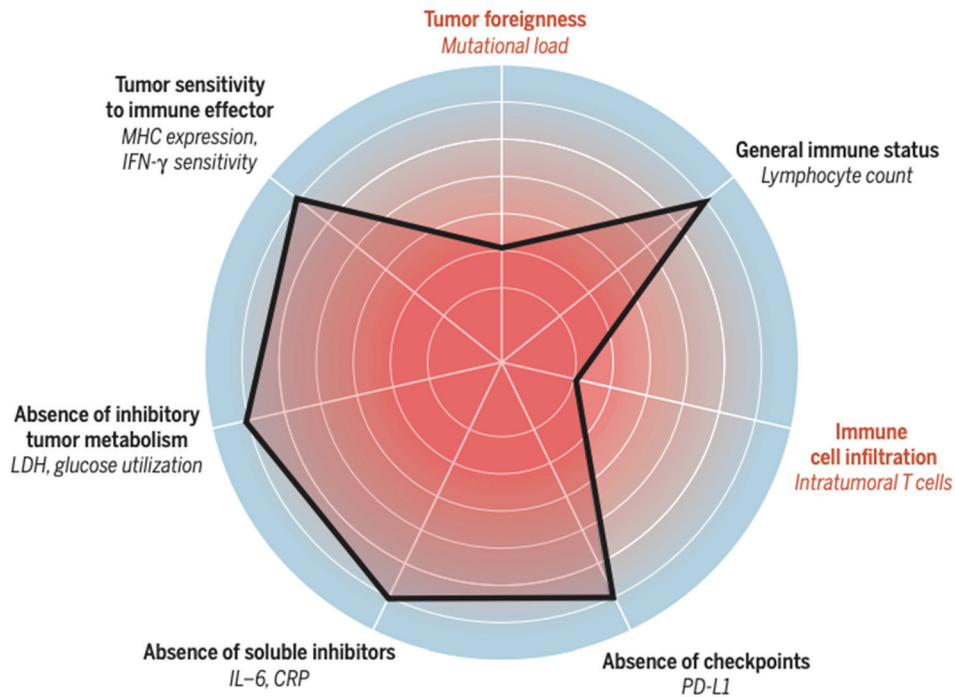 Tumor foreignness
Mutational load
Tumor sensitivity
to immune effector
MHC expression,
IFN-γ sensitivity
General immune status
Lymphocyte count
Absence of inhibitory
tumor metabolism
LDH, glucose utilization
Immune
cell infiltration
Intratumoral T cells
Absence of soluble inhibitors
IL–6, CRP
Absence of checkpoints
PD-L1